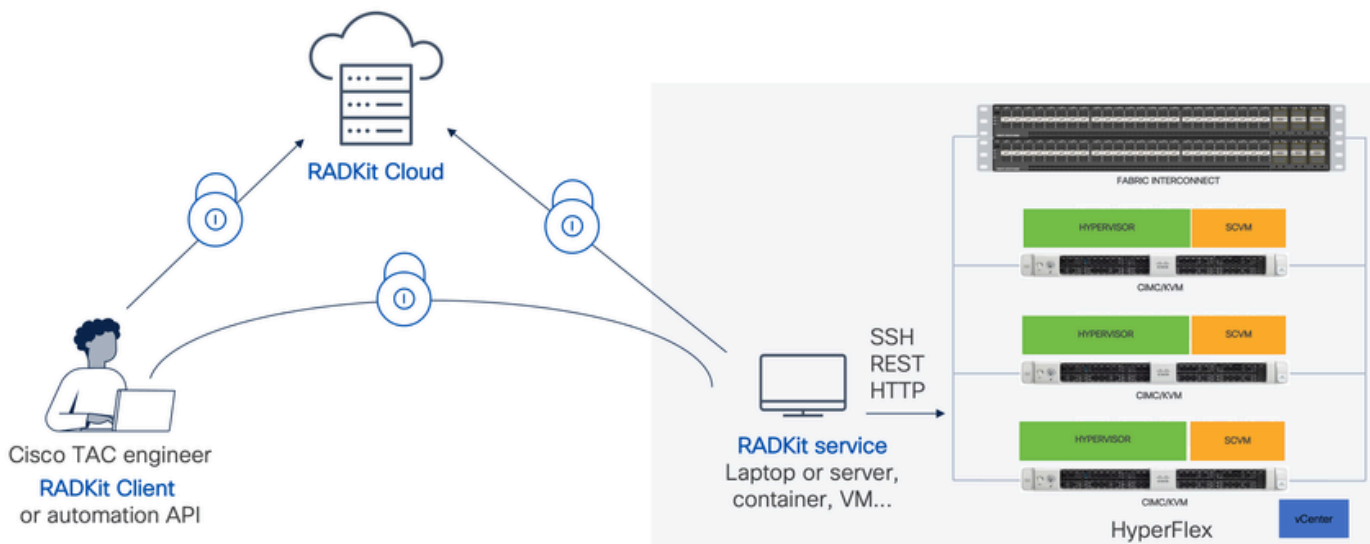 RADKit Cloud
FABRIC INTERCONNECT
HYPERVISOR
SCVM
CIMC/KVM
HYPERVISOR
SCVM
CIMC/KVM
HYPERVISOR
SCVM
CIMC/KVM
HyperFlex
vCenter
SSH
REST
HTTP
RADKit service
Laptop or server,
container, VM...
Cisco TAC engineer
RADKit Client
or automation API